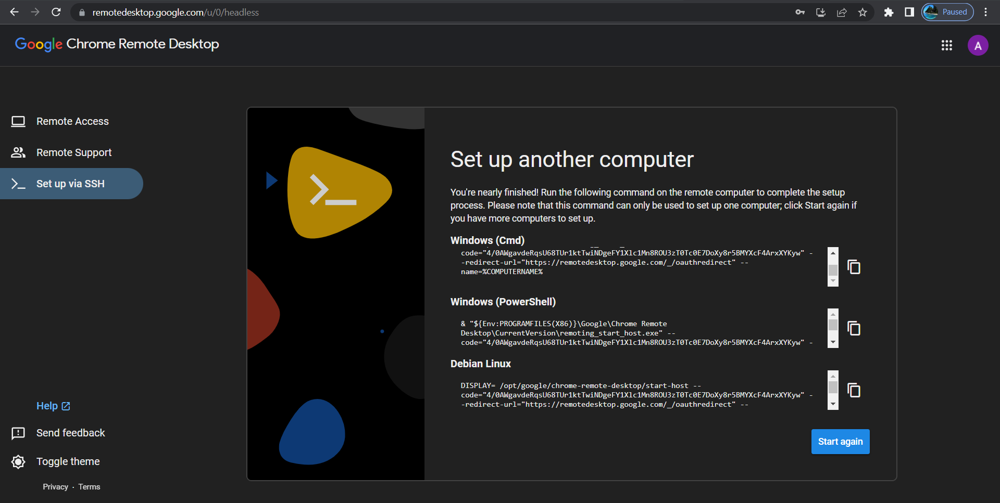 remotedesktop.google.com/u/0/headless
Paused
Google Chrome Remote Desktop
A
Remote Access
Remote Support
Set up via SSH
Set up another computer
You're nearly finished! Run the following command on the remote computer to complete the setup
process. Please note that this command can only be used to set up one computer; click Start again if
you have more computers to set up.
Windows (Cmd)
code="4/0AWgavdeRqsU68TUr1ktTwiNDgeFY1Xlc1Mn8ROU3zT0Tc0E7DoXy8r5BMYXcF4ArxXYKyw" -
-redirect-url="https://remotedesktop.google.com/_/oauthredirect" --
name=%COMPUTERNAME%
Windows (PowerShell)
& "${Env:PROGRAMFILES(X86)}\Google\Chrome Remote
Desktop\CurrentVersion\remoting_start_host.exe" --
code="4/0AWgavdeRqsU68TUr1ktTwiNDgeFY1Xlc1Mn8ROU3zT0Tc0E7DoXy8r5BMYXcF4ArxXYKyw" -
Debian Linux
DISPLAY= /opt/google/chrome-remote-desktop/start-host --
code="4/0AWgavdeRqsU68TUr1ktTwiNDgeFY1Xlc1Mn8ROU3zT0Tc0E7DoXy8r5BMYXcF4ArxXYKyw" -
-redirect-url="https://remotedesktop.google.com/_/oauthredirect" --
Start again
Help
Send feedback
Toggle theme
Privacy · Terms